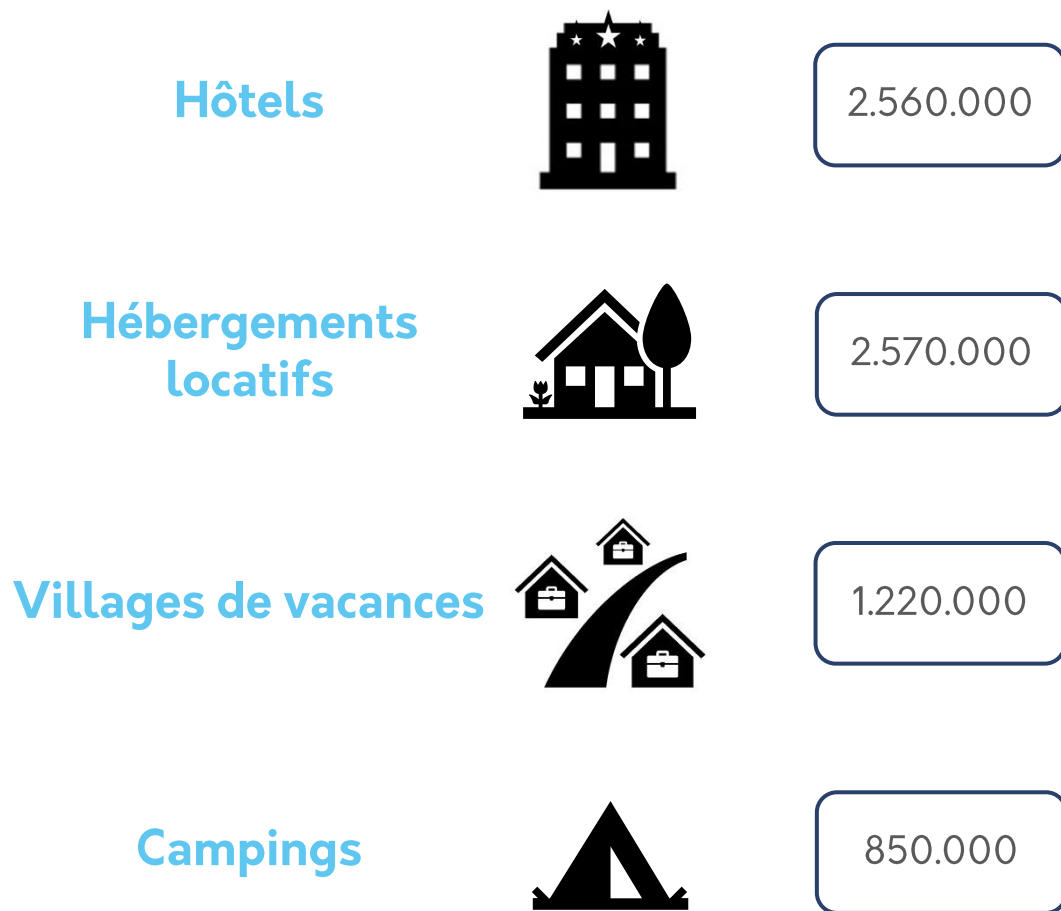 Hôtels
2.560.000
Hébergements
locatifs
2.570.000
Villages de vacances
1.220.000
Campings
850.000